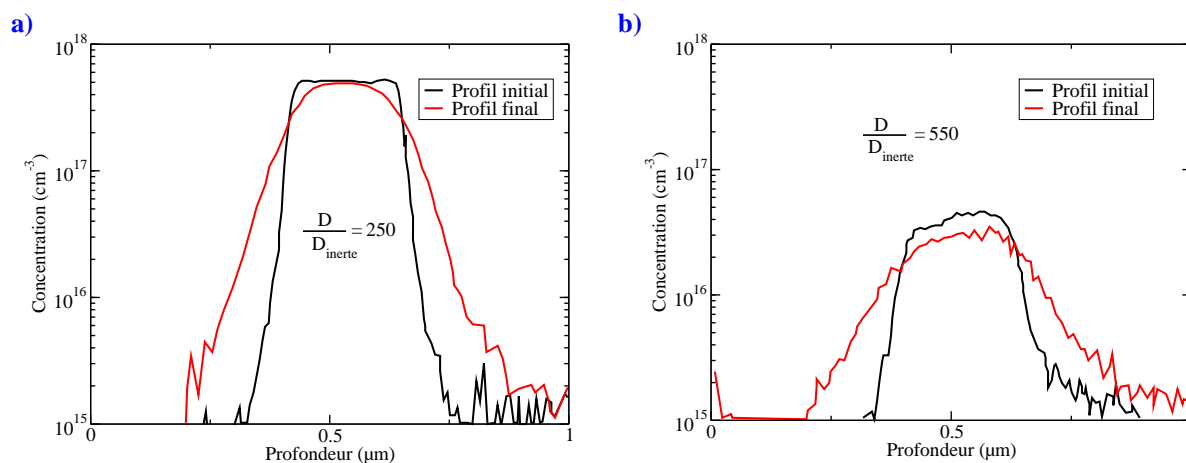 a)
10^18
10^17
10^16
10^15
Concentration (cm^-3)
Profil initial
Profil final
D
D_inerte
= 250
0
0.5
1
Profondeur (µm)
b)
10^18
10^17
10^16
10^15
Concentration (cm^-3)
Profil initial
Profil final
D
D_inerte
= 550
0
0.5
Profondeur (µm)